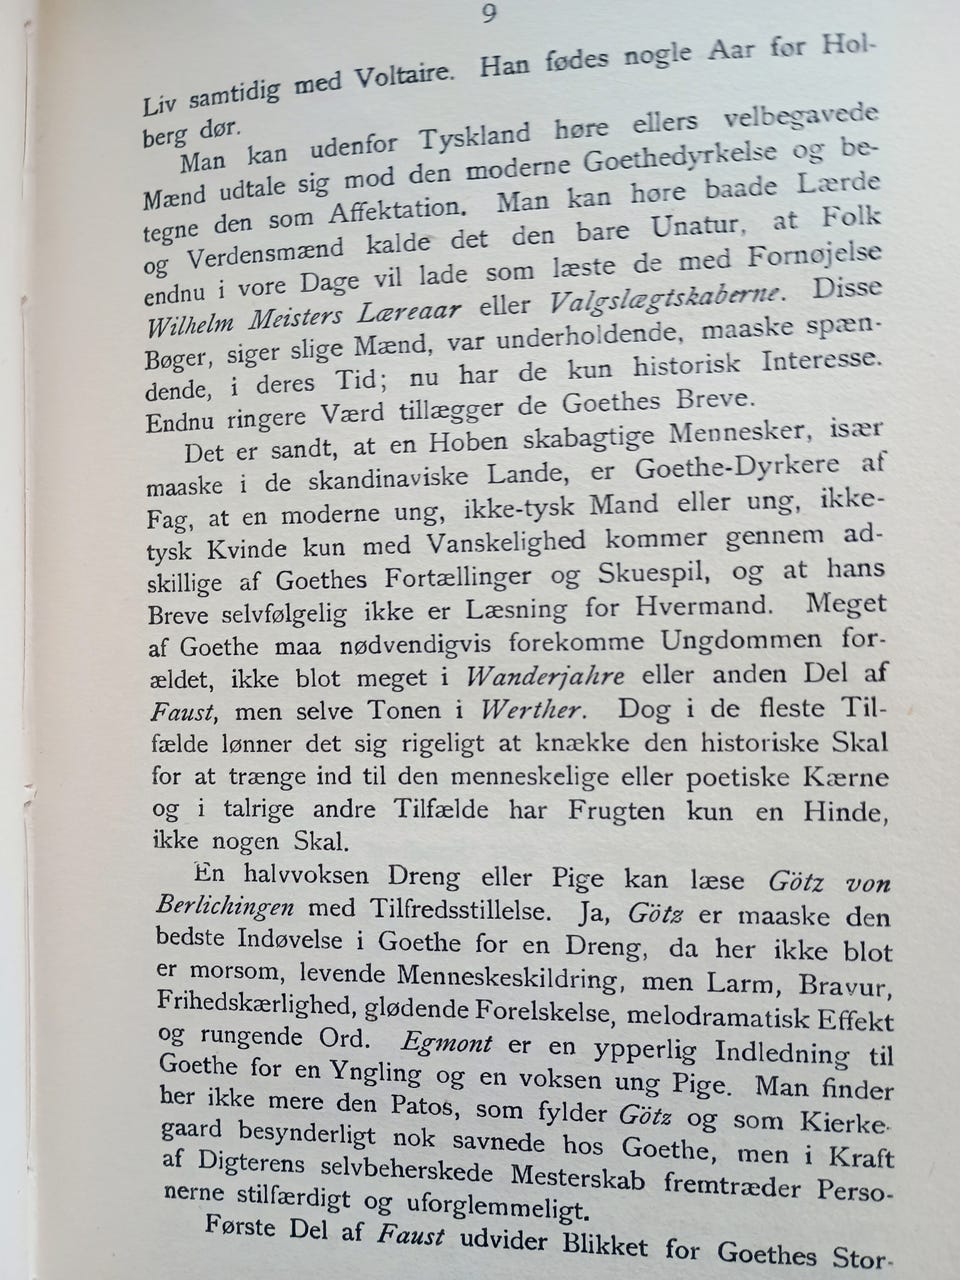 9
Liv samtidig med Voltaire. Han fødes nogle Aar før Hol-
berg dør.
Man kan udenfor Tyskland høre ellers velbegavede
Mænd udtale sig mod den moderne Goethedyrkelse og be-
tegne den som Affektation. Man kan høre baade Lærde
og Verdensmænd kalde det den bare Unatur, at Folk
endnu i vore Dage vil lade som læste de med Fornøjelse
Wilhelm Meisters Læreaar eller Valgslægtskaberne. Disse
Bøger, siger slige Mænd, var underholdende, maaske spæn-
dende, i deres Tid; nu har de kun historisk Interesse.
Endnu ringere Værd tillægger de Goethes Breve.
Det er sandt, at en Hoben skabagtige Mennesker, især
maaske i de skandinaviske Lande, er Goethe-Dyrkere af
Fag, at en moderne ung, ikke-tysk Mand eller ung, ikke-
tysk Kvinde kun med Vanskelighed kommer gennem ad-
skillige af Goethes Fortællinger og Skuespil, og at hans
Breve selvfølgelig ikke er Læsning for Hvermand. Meget
af Goethe maa nødvendigvis forekomme Ungdommen for-
ældet, ikke blot meget i Wanderjahre eller anden Del af
Faust, men selve Tonen i Werther. Dog i de fleste Til-
fælde lønner det sig rigeligt at knække den historiske Skal
for at trænge ind til den menneskelige eller poetiske Kærne
og i talrige andre Tilfælde har Frugten kun en Hinde,
ikke nogen Skal.
En halvvoksen Dreng eller Pige kan læse Götz von
Berlichingen med Tilfredsstillelse. Ja, Götz er maaske den
bedste Indøvelse i Goethe for en Dreng, da her ikke blot
er morsom, levende Menneskeskildring, men Larm, Bravur,
Frihedskærlighed, glødende Forelskelse, melodramatisk Effekt
og rungende Ord. Egmont er en ypperlig Indledning til
Goethe for en Yngling og en voksen ung Pige. Man finder
her ikke mere den Patos, som fylder Götz og som Kierke-
gaard besynderligt nok savnede hos Goethe, men i Kraft
af Digterens selvbeherskede Mesterskab fremtræder Perso-
nerne stilfærdigt og uforglemmeligt.
Første Del af Faust udvider Blikket for Goethes Stor-